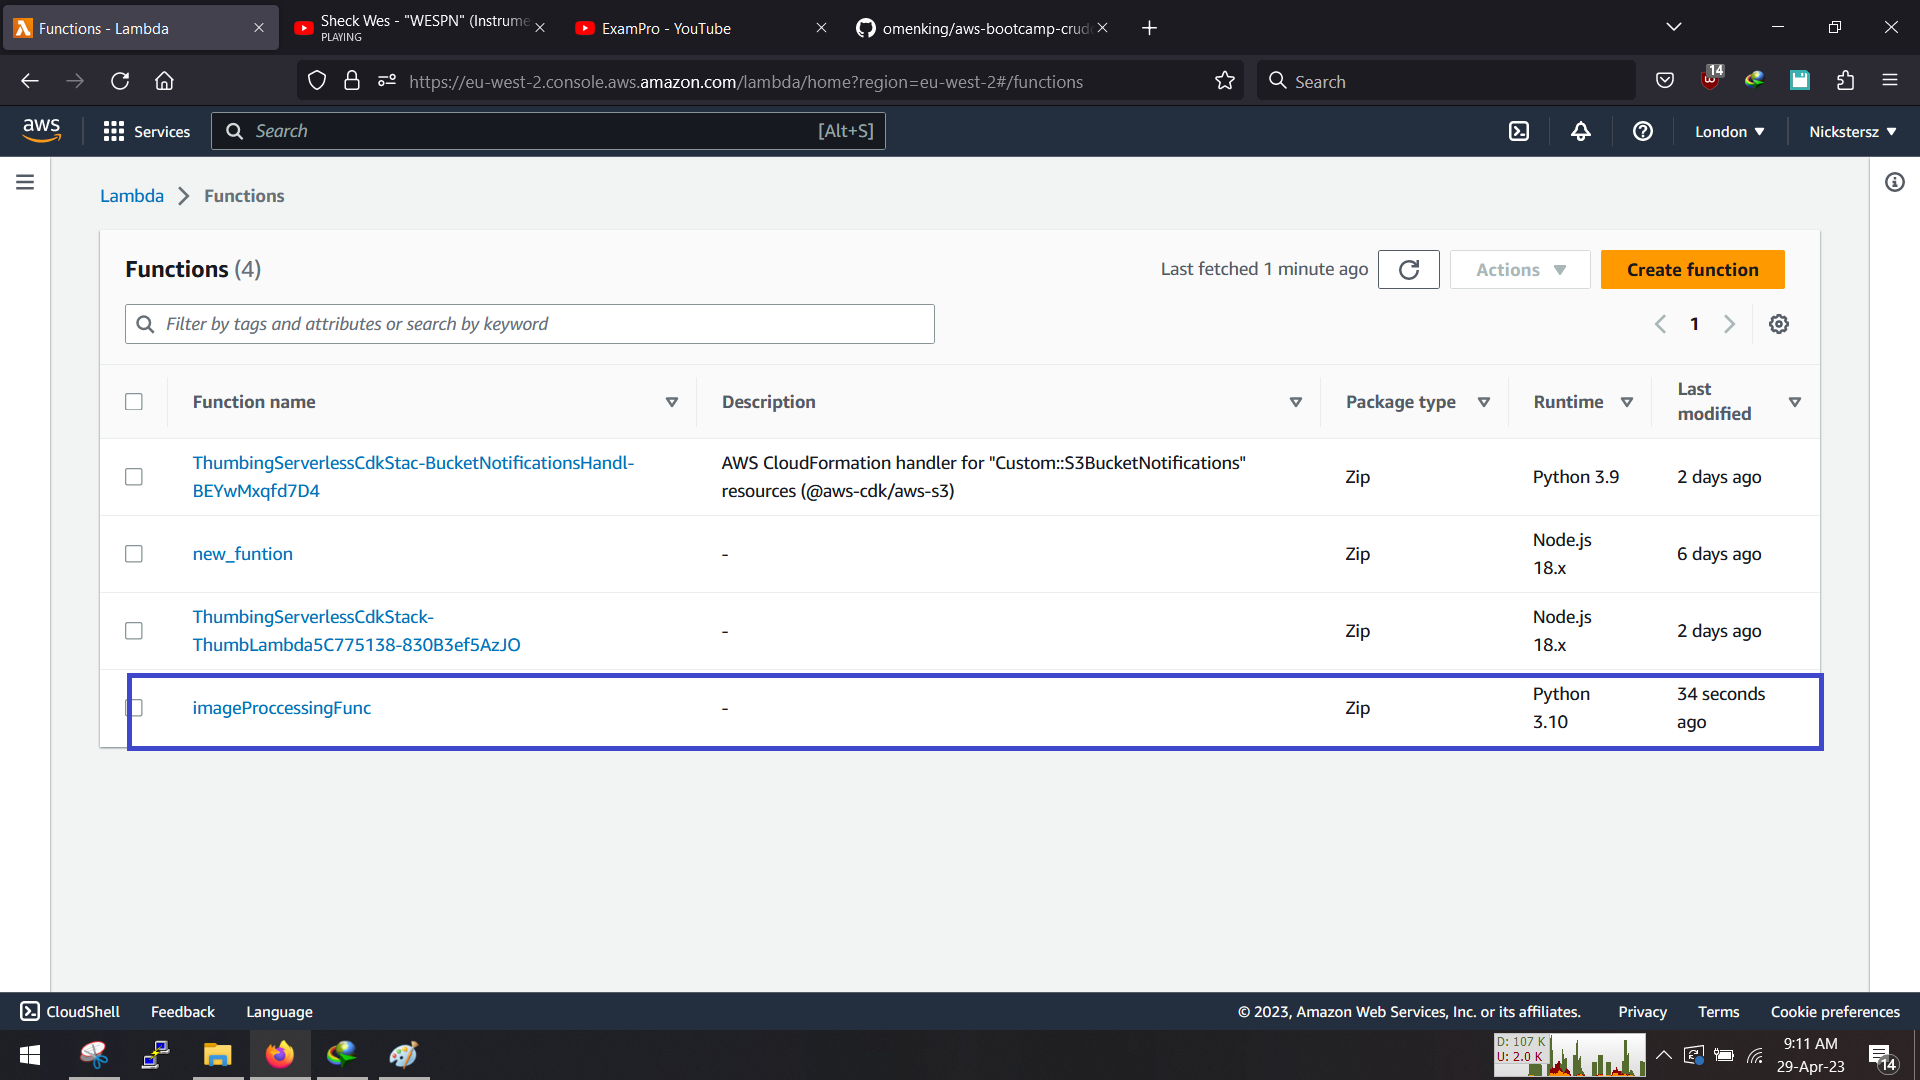 Functions - Lambda
Sheck Wes - "WESPN" (Instrume
PLAYING
ExamPro - YouTube
omenking/aws-bootcamp-crud
https://eu-west-2.console.aws.amazon.com/lambda/home?region=eu-west-2#/functions
Search
14
aws
Services
Search
[Alt+S]
London
Nickstersz
Lambda
Functions
Functions (4)
Last fetched 1 minute ago
Actions
Create function
Filter by tags and attributes or search by keyword
1
Function name
Description
Package type
Runtime
Last
modified
ThumbingServerlessCdkStac-BucketNotificationsHandl-
BEYwMxqfd7D4
AWS CloudFormation handler for "Custom::S3BucketNotifications"
resources (@aws-cdk/aws-s3)
Zip
Python 3.9
2 days ago
new_funtion
-
Zip
Node.js
18.x
6 days ago
ThumbingServerlessCdkStack-
ThumbLambda5C775138-830B3ef5AzJO
-
Zip
Node.js
18.x
2 days ago
imageProccessingFunc
-
Zip
Python
3.10
34 seconds
ago
CloudShell
Feedback
Language
© 2023, Amazon Web Services, Inc. or its affiliates.
Privacy
Terms
Cookie preferences
D: 107 K
U: 2.0 K
9:11 AM
29-Apr-23
14